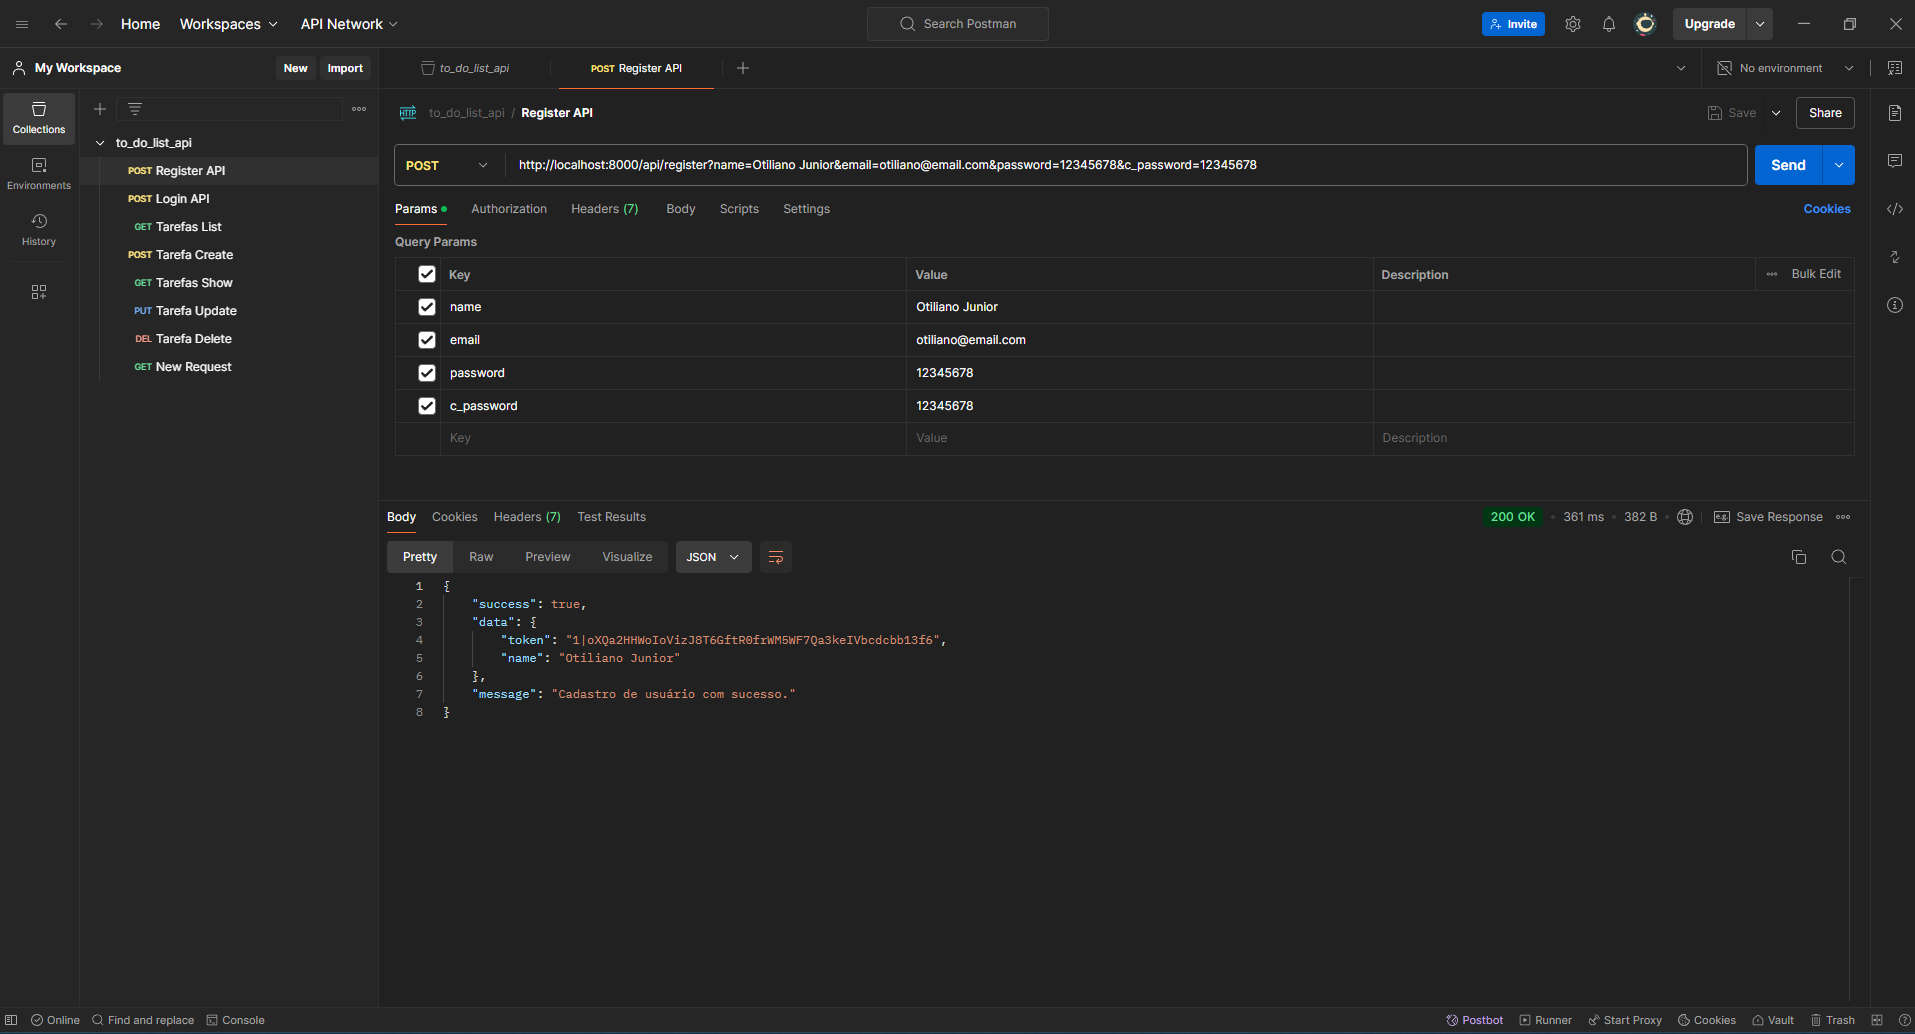 Home Workspaces API Network Search Postman Invite Upgrade
My Workspace New Import to_do_list_api POST Register API No environment
Collections
Environments
History
to_do_list_api
POST Register API
POST Login API
GET Tarefas List
POST Tarefa Create
GET Tarefas Show
PUT Tarefa Update
DEL Tarefa Delete
GET New Request
HTTP to_do_list_api / Register API Save Share
POST http://localhost:8000/api/register?name=Otiliano Junior&email=otiliano@email.com&password=12345678&c_password=12345678 Send
Params Authorization Headers (7) Body Scripts Settings Cookies
Query Params
Key Value Description Bulk Edit
name Otiliano Junior
email otiliano@email.com
password 12345678
c_password 12345678
Key Value Description
Body Cookies Headers (7) Test Results 200 OK 361 ms 382 B e.g. Save Response
Pretty Raw Preview Visualize JSON
1 {
2 "success": true,
3 "data": {
4 "token": "1|oXQa2HHWoIoVizJ8T6GftR0frWM5WF7Qa3keIVbcdcbb13f6",
5 "name": "Otiliano Junior"
6 },
7 "message": "Cadastro de usuário com sucesso."
8 }
Online Find and replace Console Postbot Runner Start Proxy Cookies Vault Trash